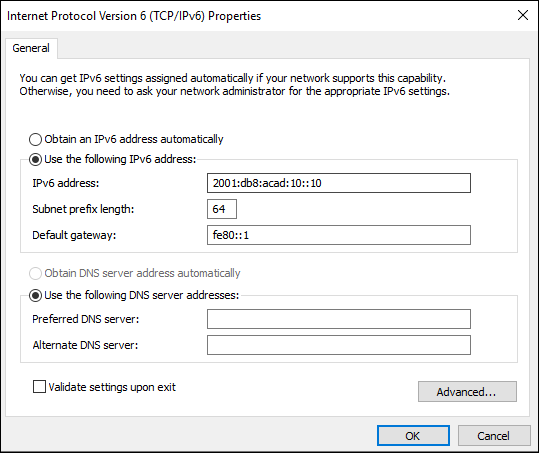 Internet Protocol Version 6 (TCP/IPv6) Properties
General
You can get IPv6 settings assigned automatically if your network supports this capability.
Otherwise, you need to ask your network administrator for the appropriate IPv6 settings.
Obtain an IPv6 address automatically
Use the following IPv6 address:
IPv6 address: 2001:db8:acad:10::10
Subnet prefix length: 64
Default gateway: fe80::1
Obtain DNS server address automatically
Use the following DNS server addresses:
Preferred DNS server:
Alternate DNS server:
Validate settings upon exit
Advanced...
OK Cancel